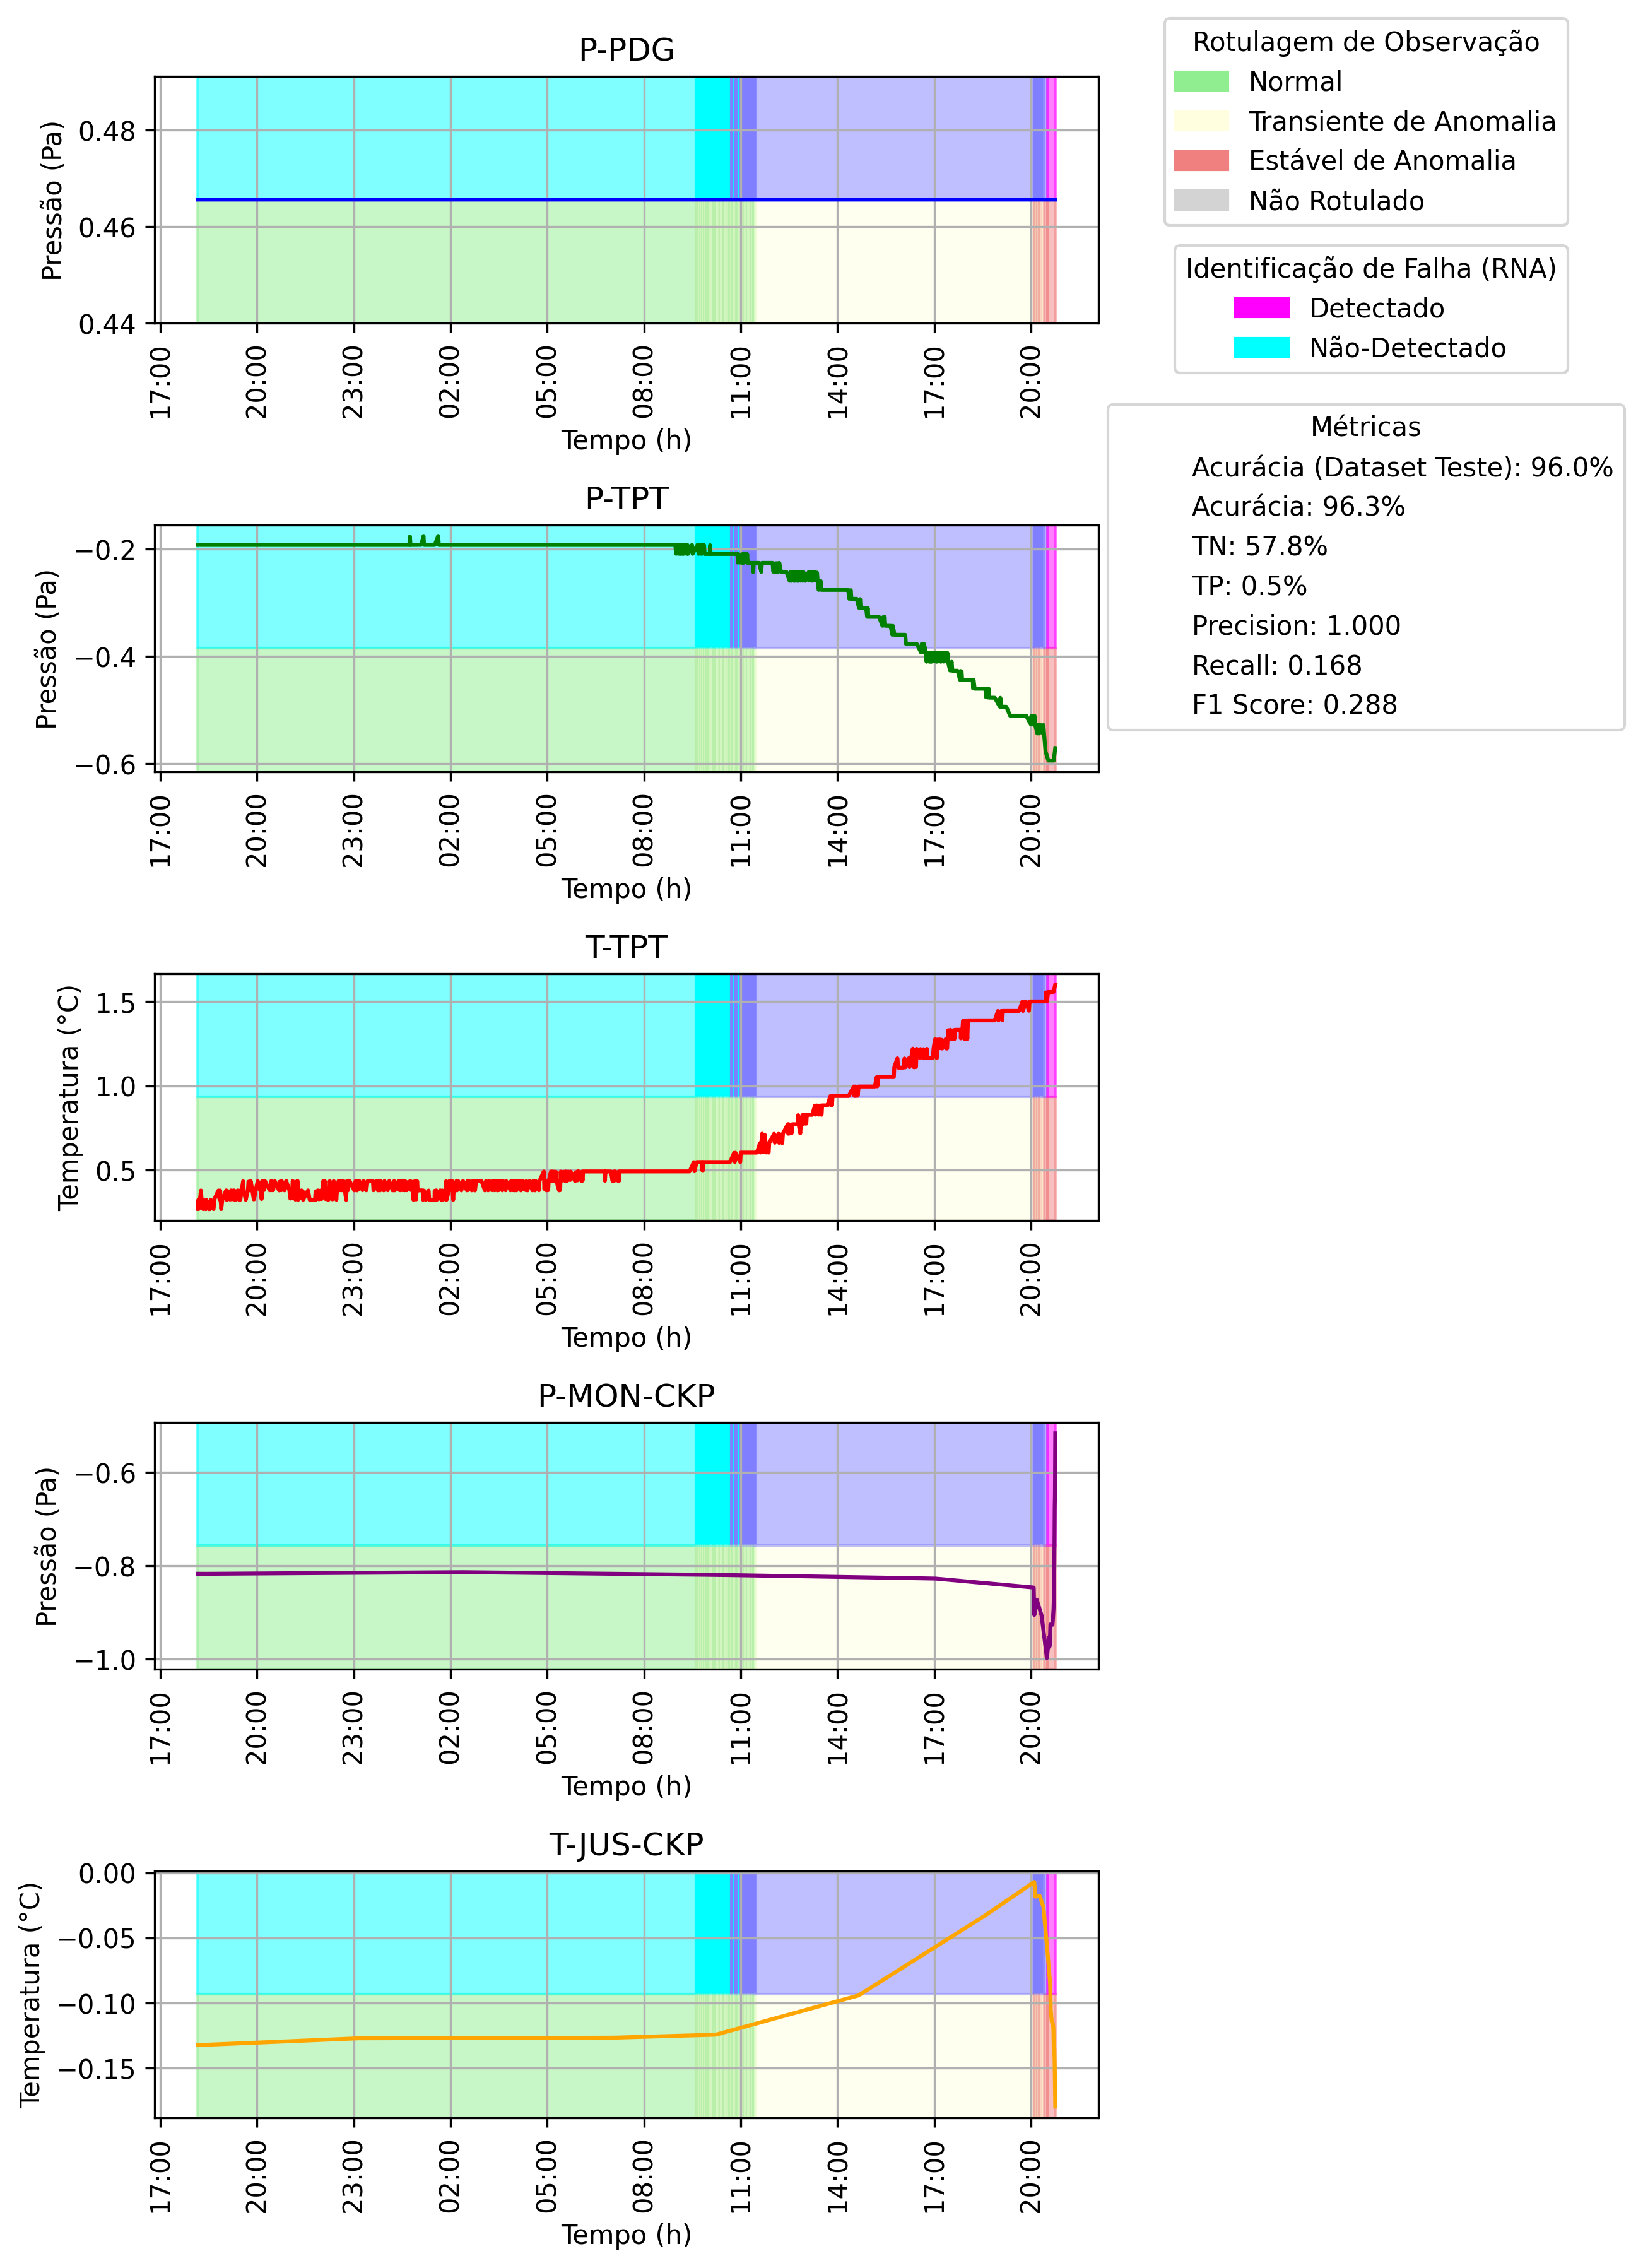 P-PDG
Pressão (Pa)
0.48
0.46
0.44
17:00 20:00 23:00 02:00 05:00 08:00 11:00 14:00 17:00 20:00
Tempo (h)
Rotulagem de Observação
Normal
Transiente de Anomalia
Estável de Anomalia
Não Rotulado
Identificação de Falha (RNA)
Detectado
Não-Detectado
Métricas
Acurácia (Dataset Teste): 96.0%
Acurácia: 96.3%
TN: 57.8%
TP: 0.5%
Precision: 1.000
Recall: 0.168
F1 Score: 0.288
P-TPT
Pressão (Pa)
−0.2
−0.4
−0.6
17:00 20:00 23:00 02:00 05:00 08:00 11:00 14:00 17:00 20:00
Tempo (h)
T-TPT
Temperatura (°C)
1.5
1.0
0.5
17:00 20:00 23:00 02:00 05:00 08:00 11:00 14:00 17:00 20:00
Tempo (h)
P-MON-CKP
Pressão (Pa)
−0.6
−0.8
−1.0
17:00 20:00 23:00 02:00 05:00 08:00 11:00 14:00 17:00 20:00
Tempo (h)
T-JUS-CKP
Temperatura (°C)
0.00
−0.05
−0.10
−0.15
17:00 20:00 23:00 02:00 05:00 08:00 11:00 14:00 17:00 20:00
Tempo (h)